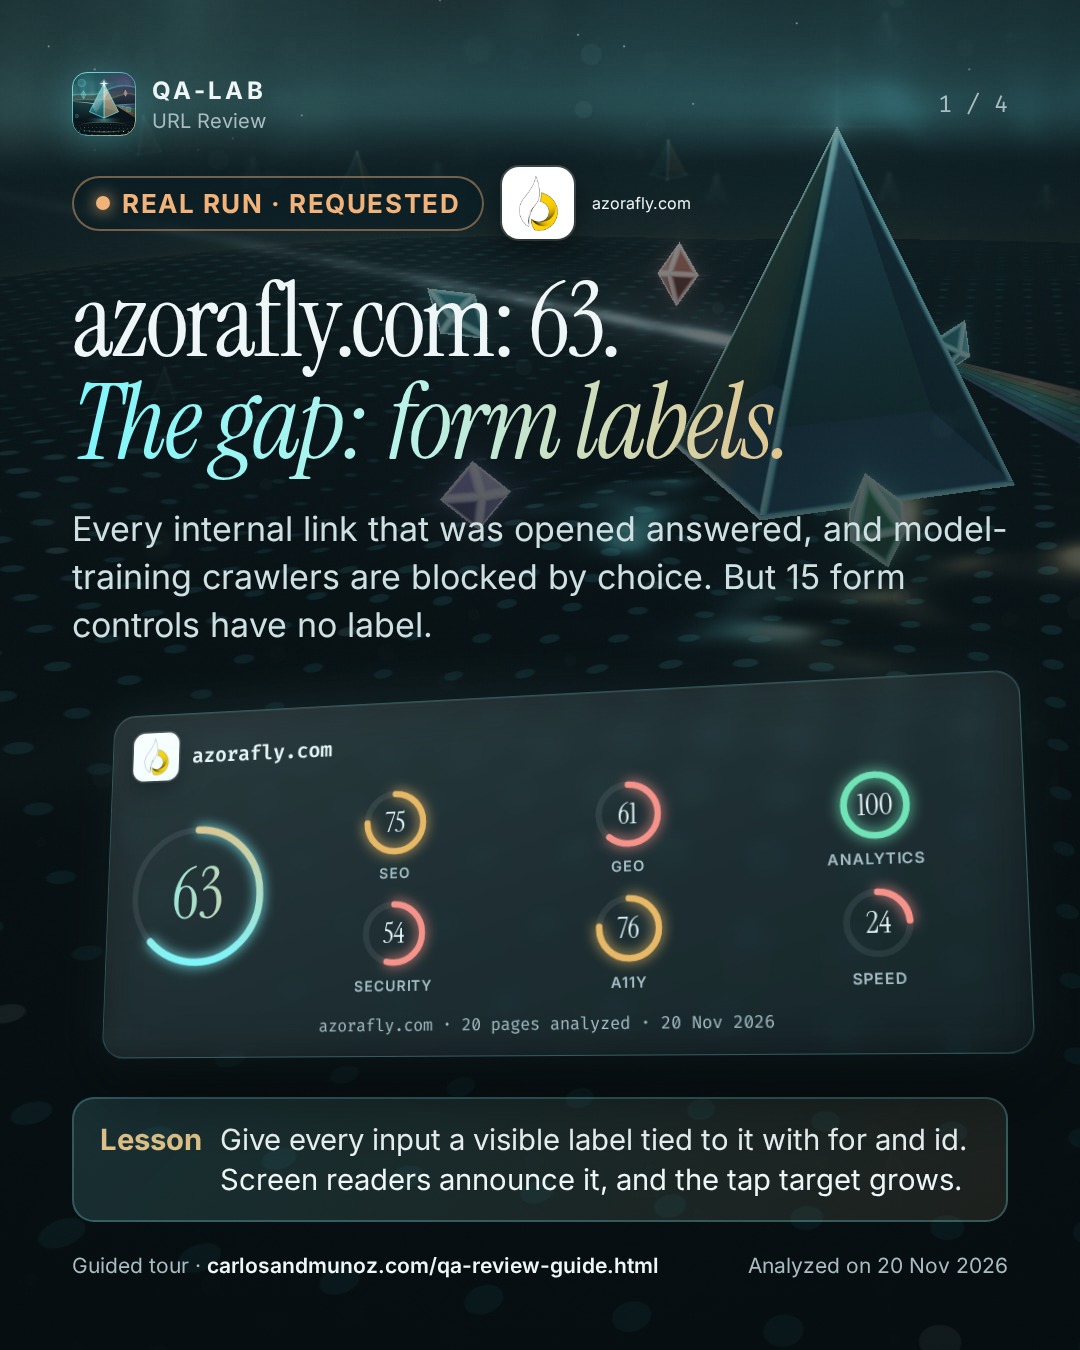 QA-LAB
URL Review
1 / 4
REAL RUN · REQUESTED
azorafly.com
azorafly.com: 63.
The gap: form labels.
Every internal link that was opened answered, and model-
training crawlers are blocked by choice. But 15 form
controls have no label.
azorafly.com
63
75
SEO
61
GEO
100
ANALYTICS
54
SECURITY
76
A11Y
24
SPEED
azorafly.com · 20 pages analyzed · 20 Nov 2026
Lesson Give every input a visible label tied to it with for and id.
Screen readers announce it, and the tap target grows.
Guided tour · carlosandmunoz.com/qa-review-guide.html
Analyzed on 20 Nov 2026